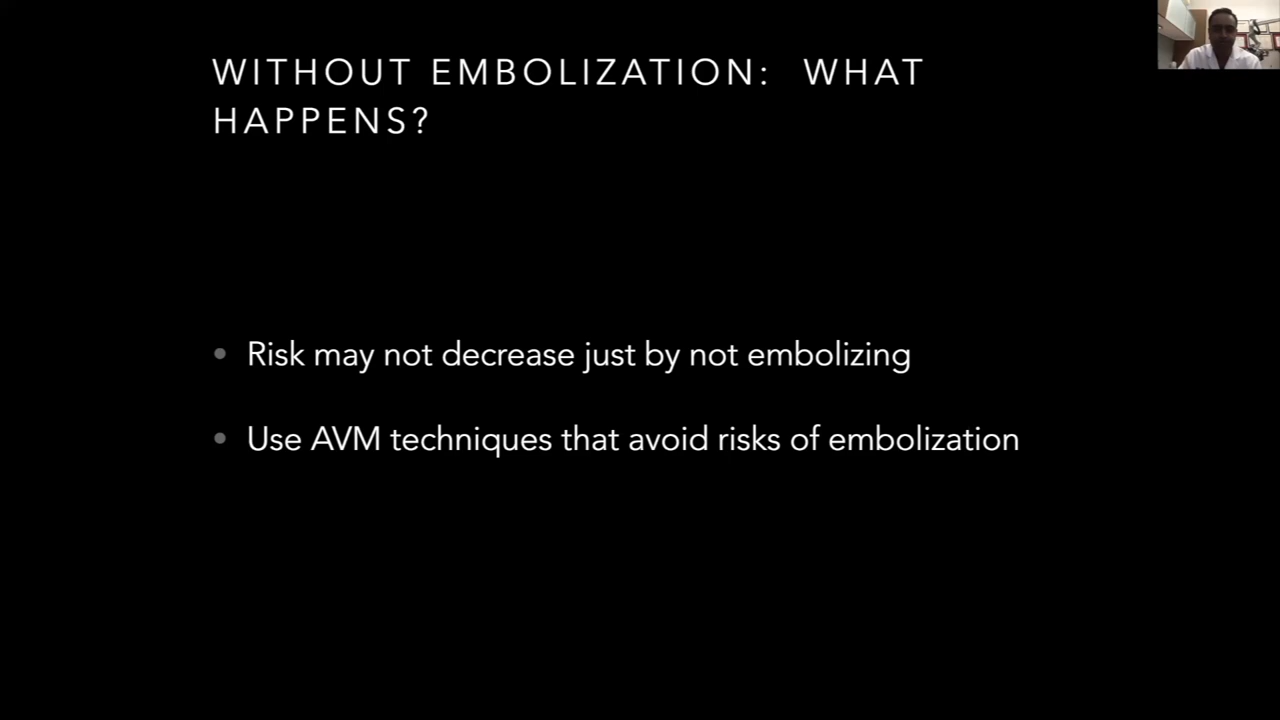 WITHOUT EMBOLIZATION: WHAT
HAPPENS?
• Risk may not decrease just by not embolizing
• Use AVM techniques that avoid risks of embolization